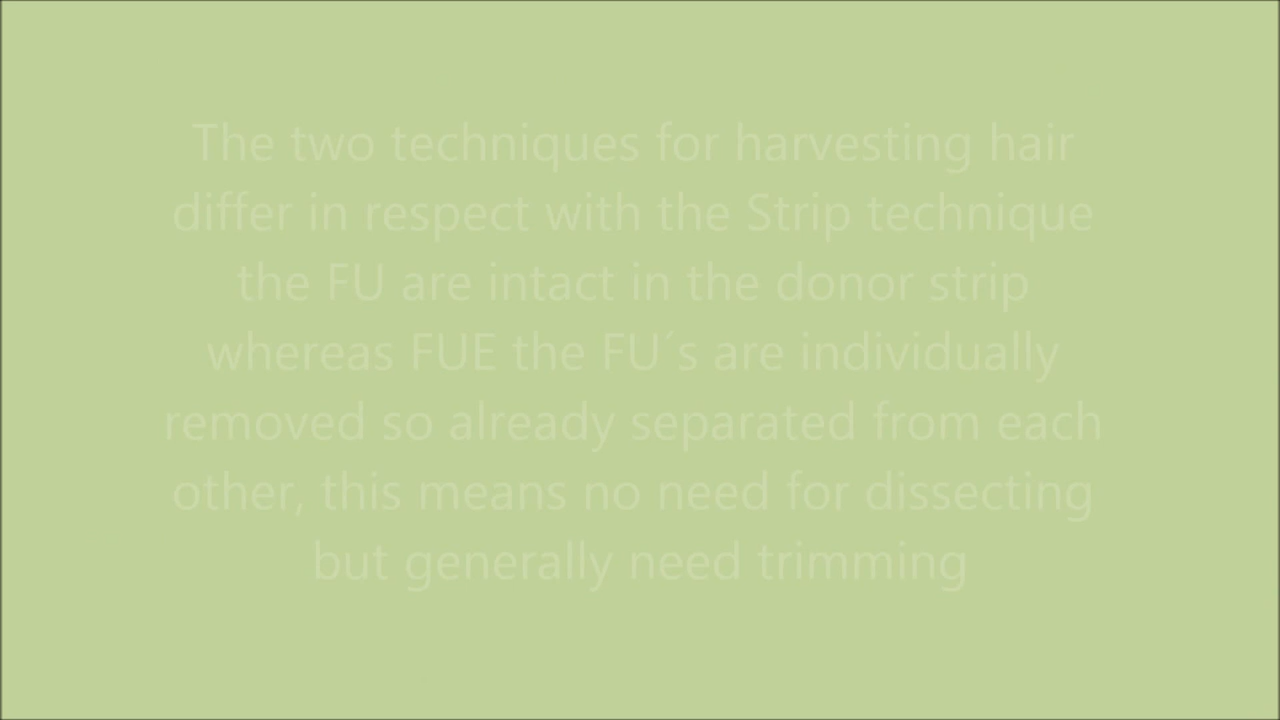 The two techniques for harvesting hair
differ in respect with the Strip technique
the FU are intact in the donor strip
whereas FUE the FU´s are individually
removed so already separated from each
other, this means no need for dissecting
but generally need trimming